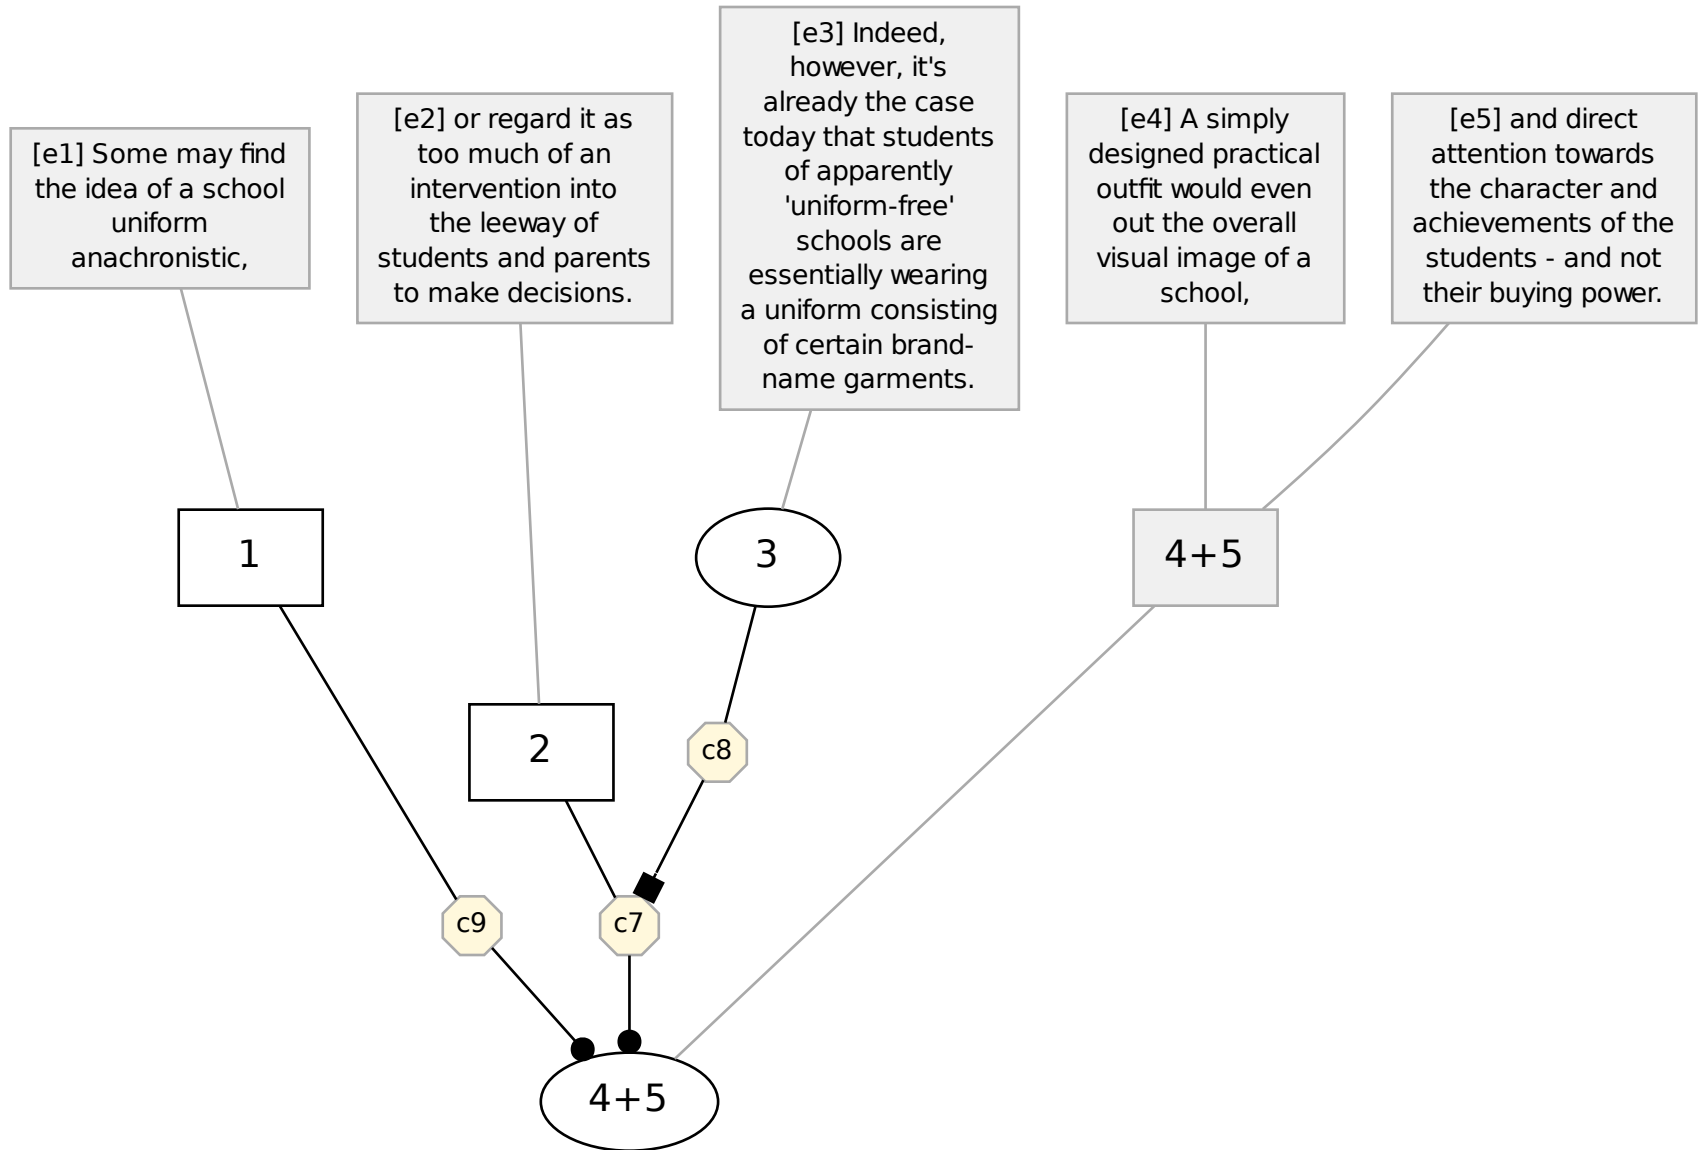 [e1] Some may find
the idea of a school
uniform
anachronistic,
[e2] or regard it as
too much of an
intervention into
the leeway of
students and parents
to make decisions.
[e3] Indeed,
however, it's
already the case
today that students
of apparently
'uniform-free'
schools are
essentially wearing
a uniform consisting
of certain brand-
name garments.
[e4] A simply
designed practical
outfit would even
out the overall
visual image of a
school,
[e5] and direct
attention towards
the character and
achievements of the
students - and not
their buying power.
1
3
4+5
2
c8
c9
c7
4+5